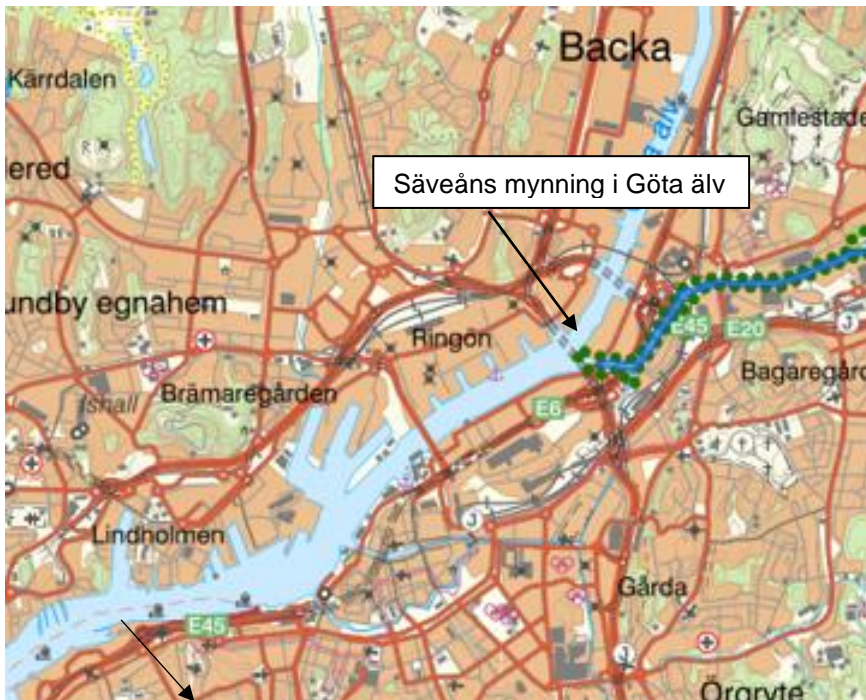 Backa
Kärrdalen
Gamlestade
R
ered
a älv
Säveåns mynning i Göta älv
undby egnahem
J
E45
E20
Ringön
Bagaregård
Ishall
Brämaregården
E6
Lindholmen
J
Gårda
E45
J
Örgryte